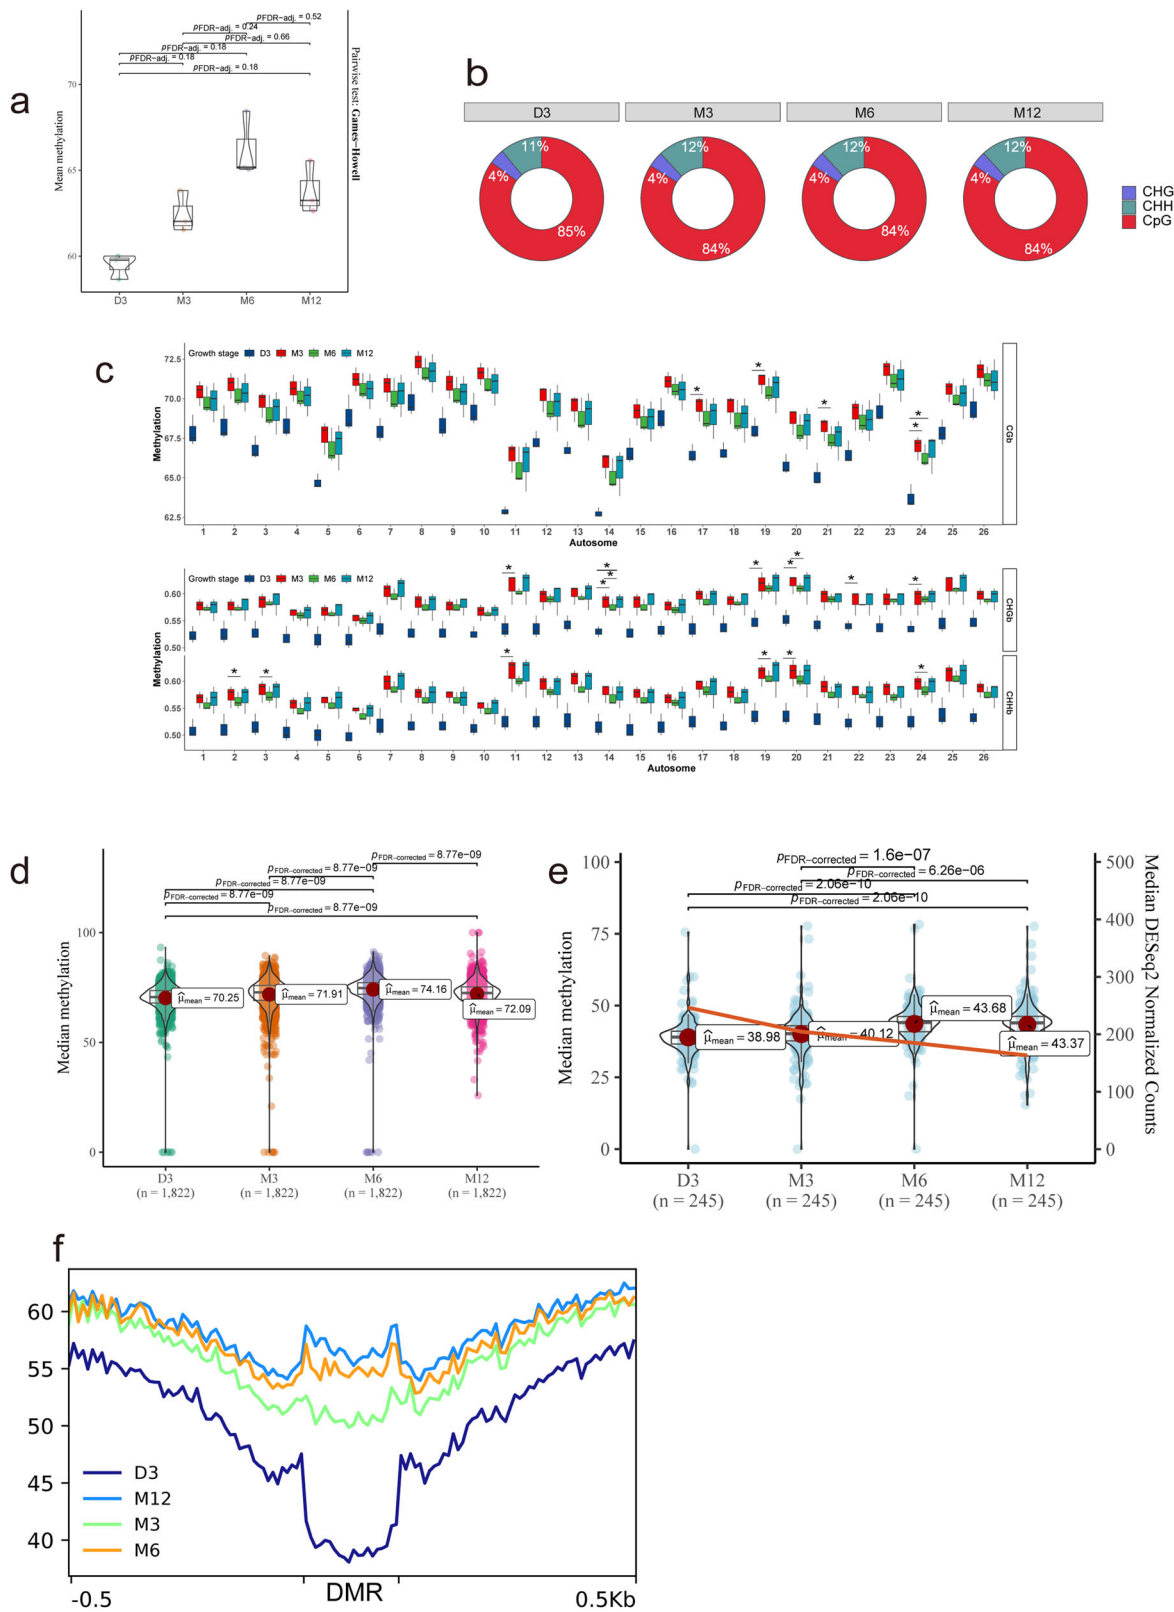 a
pFDR−adj. = 0.52
pFDR−adj. = 0.24
pFDR−adj. = 0.66
pFDR−adj. = 0.18
pFDR−adj. = 0.18
pFDR−adj. = 0.18
Mean methylation
70
65
60
D3 M3 M6 M12
Pairwise test: Games−Howell
b
D3 M3 M6 M12
11% 12% 12% 12%
4% 4% 4% 4%
85% 84% 84% 84%
CHG
CHH
CpG
c
Growth stage D3 M3 M6 M12
Methylation
72.5
70.0
67.5
65.0
62.5
* * * * *
CGb
1 2 3 4 5 6 7 8 9 10 11 12 13 14 15 16 17 18 19 20 21 22 23 24 25 26
Autosome
Growth stage D3 M3 M6 M12
Methylation
0.60
0.55
0.50
* * * * * * * * *
CHGb
0.60
0.55
0.50
* * * * * *
CHHb
1 2 3 4 5 6 7 8 9 10 11 12 13 14 15 16 17 18 19 20 21 22 23 24 25 26
Autosome
d
pFDR−corrected = 8.77e−09
pFDR−corrected = 8.77e−09
pFDR−corrected = 8.77e−09
pFDR−corrected = 8.77e−09
pFDR−corrected = 8.77e−09
Median methylation
100
50
0
μ̂mean = 70.25
μ̂mean = 71.91
μ̂mean = 74.16
μ̂mean = 72.09
D3 M3 M6 M12
(n = 1,822) (n = 1,822) (n = 1,822) (n = 1,822)
e
pFDR−corrected = 1.6e−07
pFDR−corrected = 6.26e−06
pFDR−corrected = 2.06e−10
pFDR−corrected = 2.06e−10
Median methylation
100
75
50
25
0
μ̂mean = 38.98
μ̂mean = 40.12
μ̂mean = 43.68
μ̂mean = 43.37
500
400
300
200
100
0
Median DESeq2 Normalized Counts
D3 M3 M6 M12
(n = 245) (n = 245) (n = 245) (n = 245)
f
60
55
50
45
40
D3
M12
M3
M6
-0.5 DMR 0.5Kb